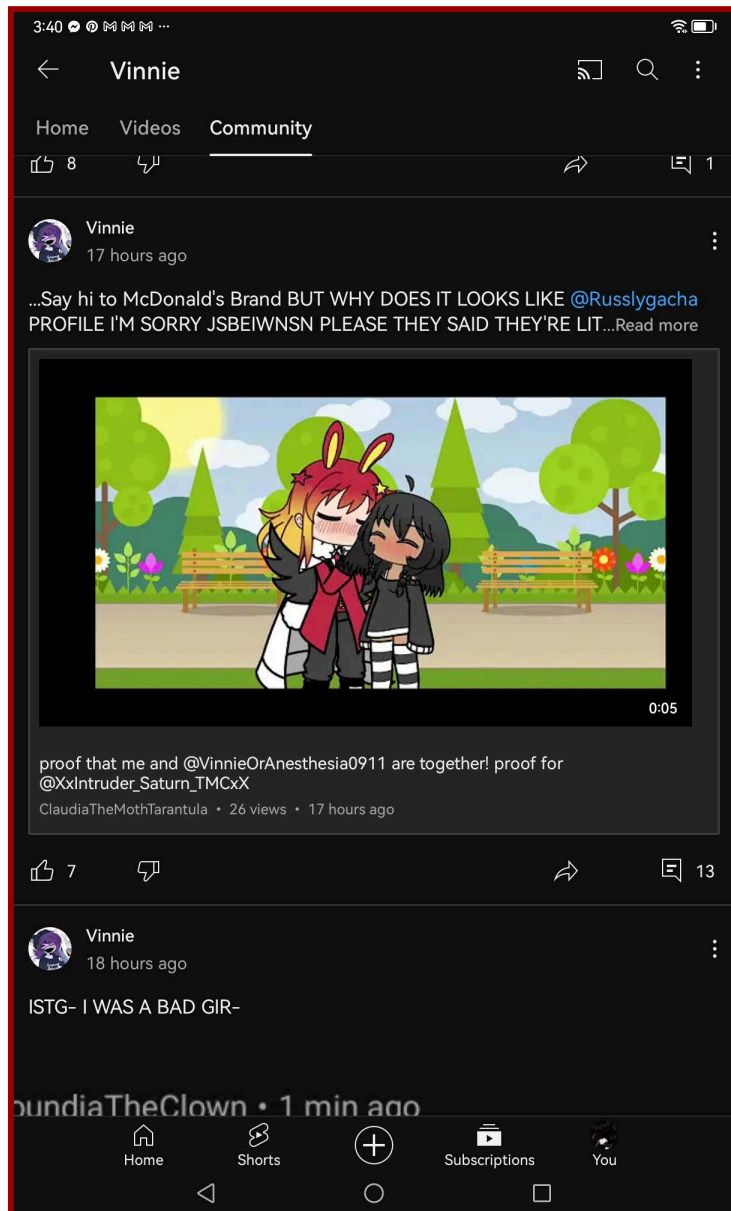 3:40
Vinnie
Home Videos Community
8 1
Vinnie
17 hours ago
...Say hi to McDonald's Brand BUT WHY DOES IT LOOKS LIKE @Russlygacha
PROFILE I'M SORRY JSBEIWNSN PLEASE THEY SAID THEY'RE LIT...Read more
0:05
proof that me and @VinnieOrAnesthesia0911 are together! proof for
@XxIntruder_Saturn_TMCxX
ClaudiaTheMothTarantula • 26 views • 17 hours ago
7 13
Vinnie
18 hours ago
ISTG- I WAS A BAD GIR-
oundiaTheClown • 1 min ago
Home Shorts Subscriptions You